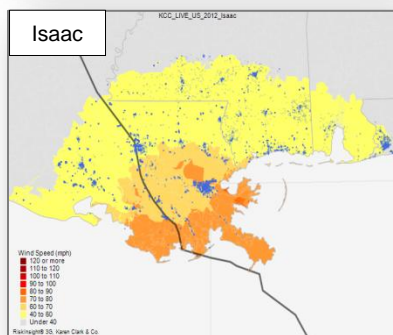 Isaac
KCC_LIVE_US_2012_Isaac
Wind Speed (mph)
120 or more
110 to 120
100 to 110
90 to 100
80 to 90
70 to 80
60 to 70
40 to 60
Under 40
RiskInsight® 3G, Karen Clark & Co.